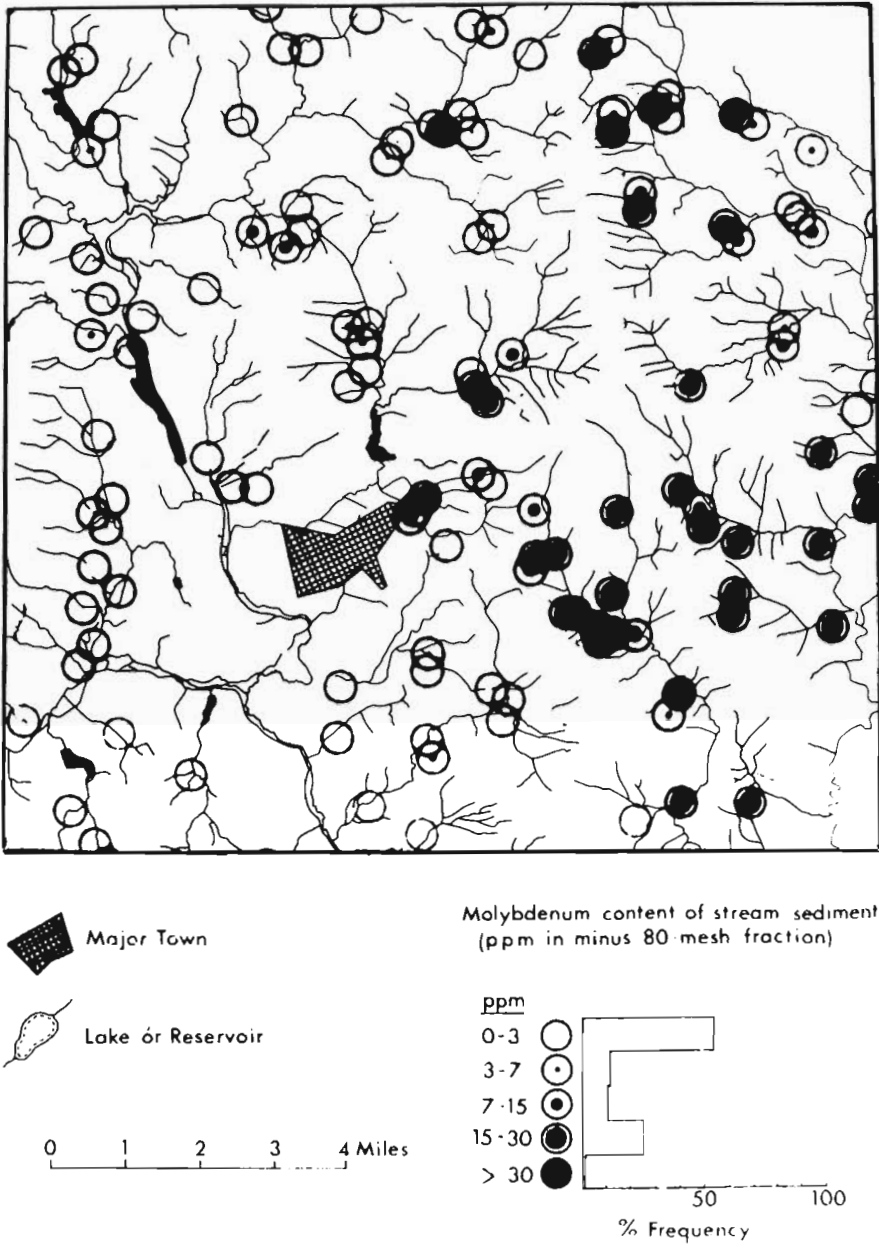 Major Town
Lake ór Reservoir
0 1 2 3 4 Miles
Molybdenum content of stream sediment
(ppm in minus 80 mesh fraction)
ppm
0-3
3-7
7-15
15-30
> 30
50 100
% Frequency